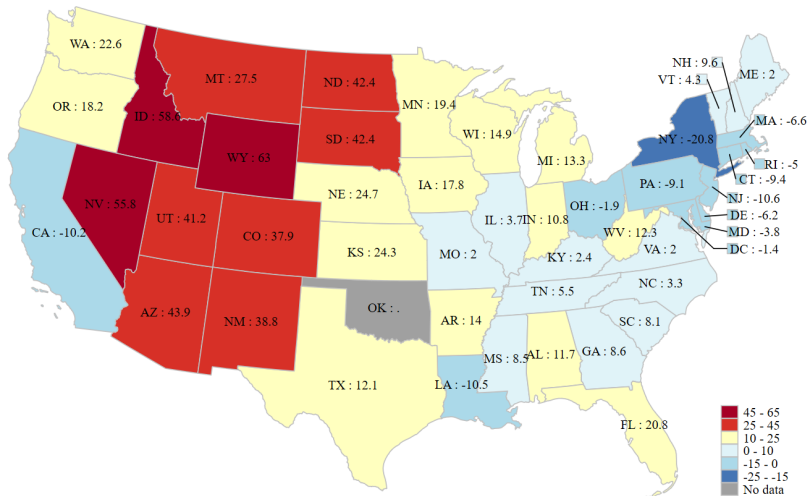 WA : 22.6
NH : 9.6
ME : 2
VT : 4.3
MT : 27.5
ND : 42.4
OR : 18.2
MN : 19.4
ID : 58.6
MA : -6.6
WI : 14.9
SD : 42.4
NY : -20.8
WY : 63
MI : 13.3
RI : -5
CT : -9.4
IA : 17.8
PA : -9.1
NE : 24.7
NJ : -10.6
NV : 55.8
OH : -1.9
DE : -6.2
UT : 41.2
IL : 3.7
IN : 10.8
CA : -10.2
WV : 12.3
MD : -3.8
CO : 37.9
VA : 2
DC : -1.4
KS : 24.3
MO : 2
KY : 2.4
NC : 3.3
TN : 5.5
OK : .
AZ : 43.9
NM : 38.8
AR : 14
SC : 8.1
MS : 8.5
AL : 11.7
GA : 8.6
TX : 12.1
LA : -10.5
FL : 20.8
45 - 65
25 - 45
10 - 25
0 - 10
-15 - 0
-25 - -15
No data